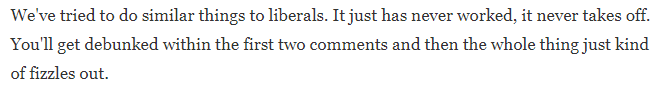 We've tried to do similar things to liberals. It just has never worked, it never takes off.
You'll get debunked within the first two comments and then the whole thing just kind
of fizzles out.